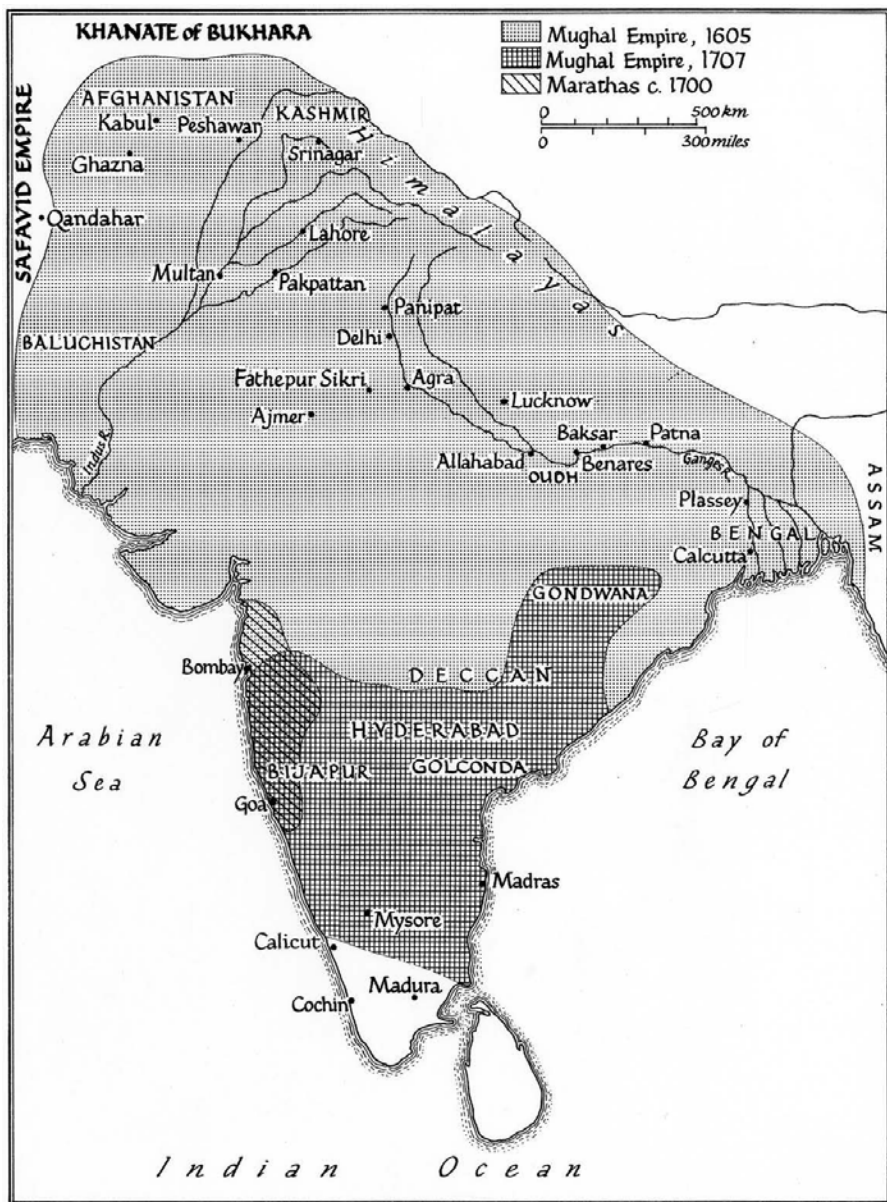 KHANATE of BUKHARA
Mughal Empire, 1605
Mughal Empire, 1707
Marathas c. 1700
0 500 km
0 300 miles
SAFAVID EMPIRE
AFGHANISTAN
Kabul
Peshawar
KASHMIR
Srinagar
Himalayas
Ghazna
Qandahar
Lahore
Multan
Pakpattan
Panipat
BALUCHISTAN
Delhi
Fathepur Sikri
Agra
Lucknow
Ajmer
Baksar
Patna
Indus R.
Allahabad
OUDH
Benares
Ganges R.
ASSAM
Plassey
BENGAL
Calcutta
GONDWANA
Bombay
DECCAN
Arabian
Sea
HYDERABAD
Bay of
Bengal
BIJAPUR
GOLCONDA
Goa
Madras
Mysore
Calicut
Madura
Cochin
Indian Ocean